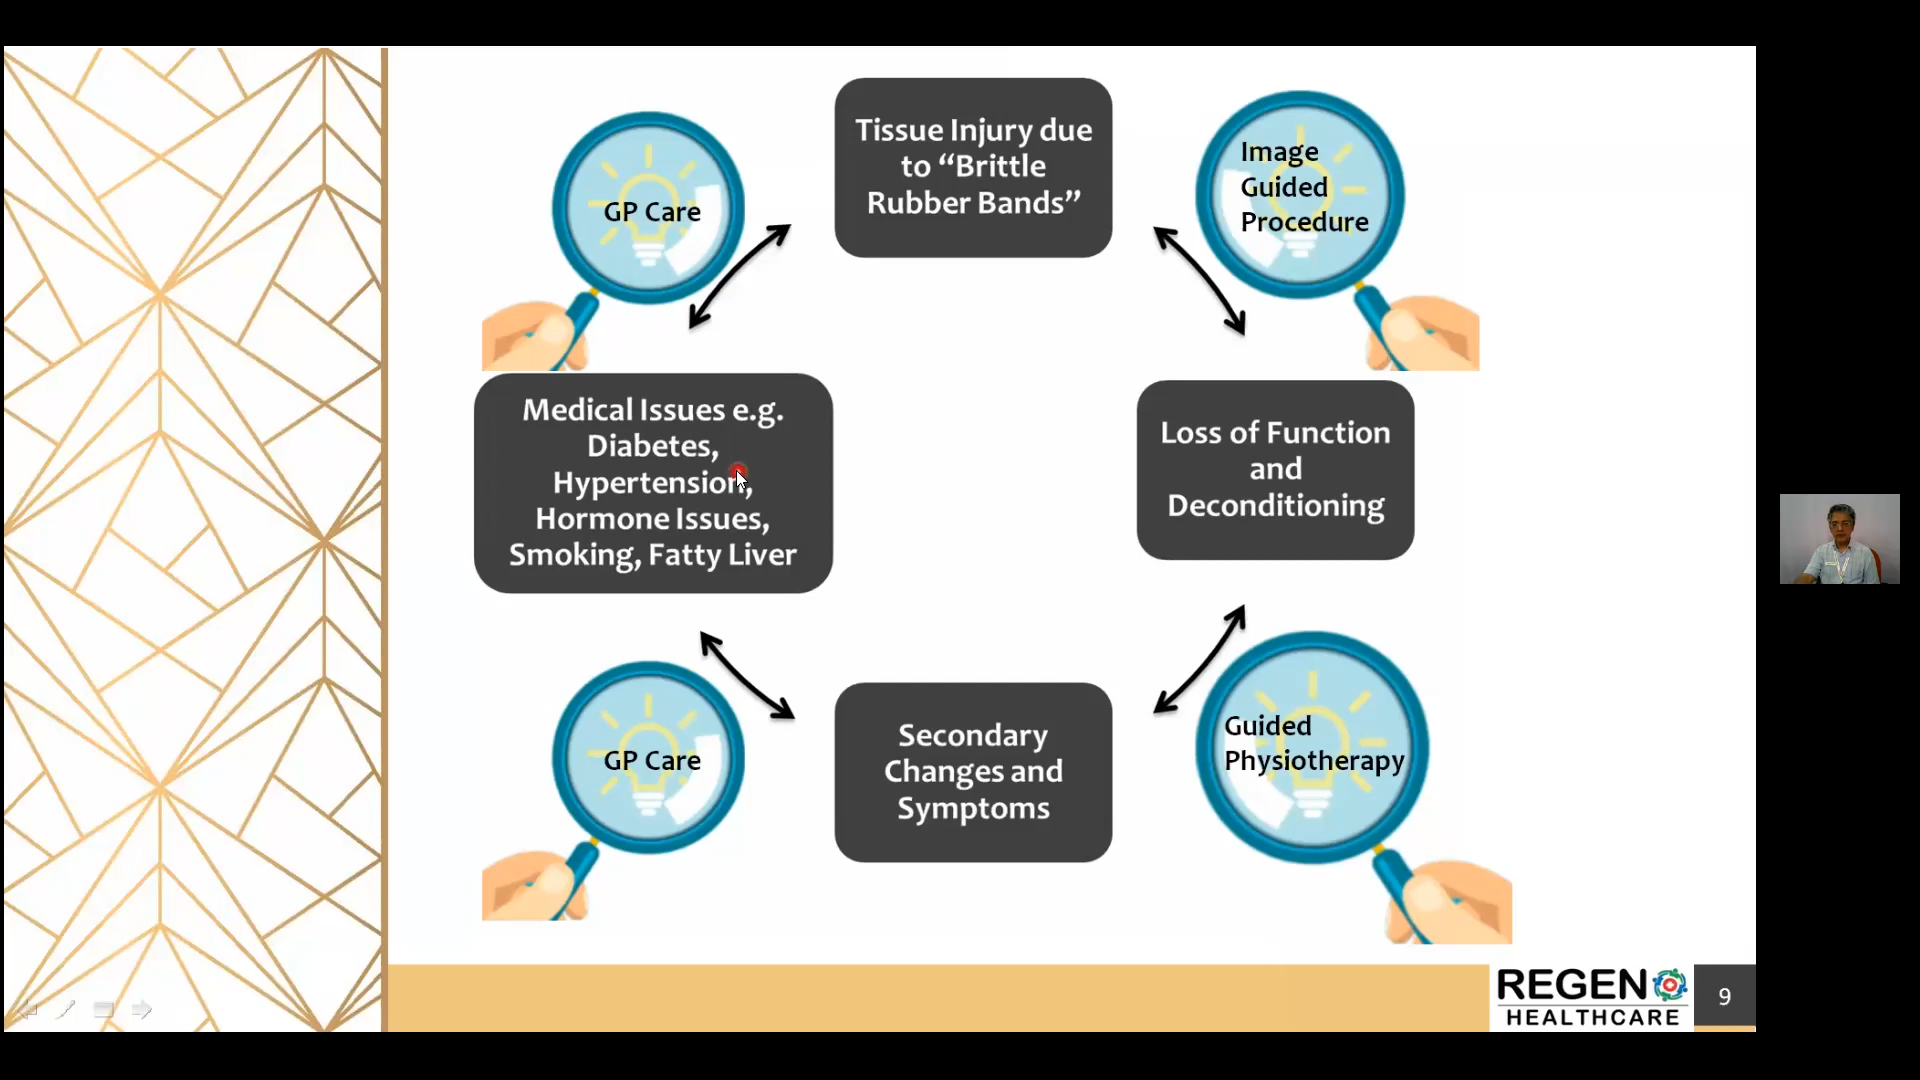 Tissue Injury due
to “Brittle
Rubber Bands”
GP Care
Image
Guided
Procedure
Medical Issues e.g.
Diabetes,
Hypertension,
Hormone Issues,
Smoking, Fatty Liver
Loss of Function
and
Deconditioning
GP Care
Secondary
Changes and
Symptoms
Guided
Physiotherapy
REGEN
HEALTHCARE
9